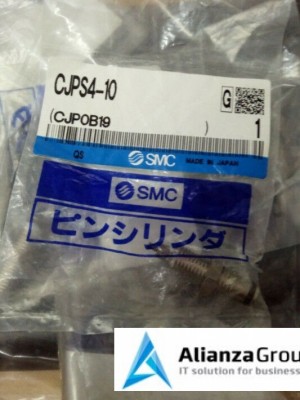 CJPS4-10
G
(CJP0B19 )
1
QS
SMC
MADE IN JAPAN
SMC
ピンシリンダ
AlianzaGrou
IT solution for business